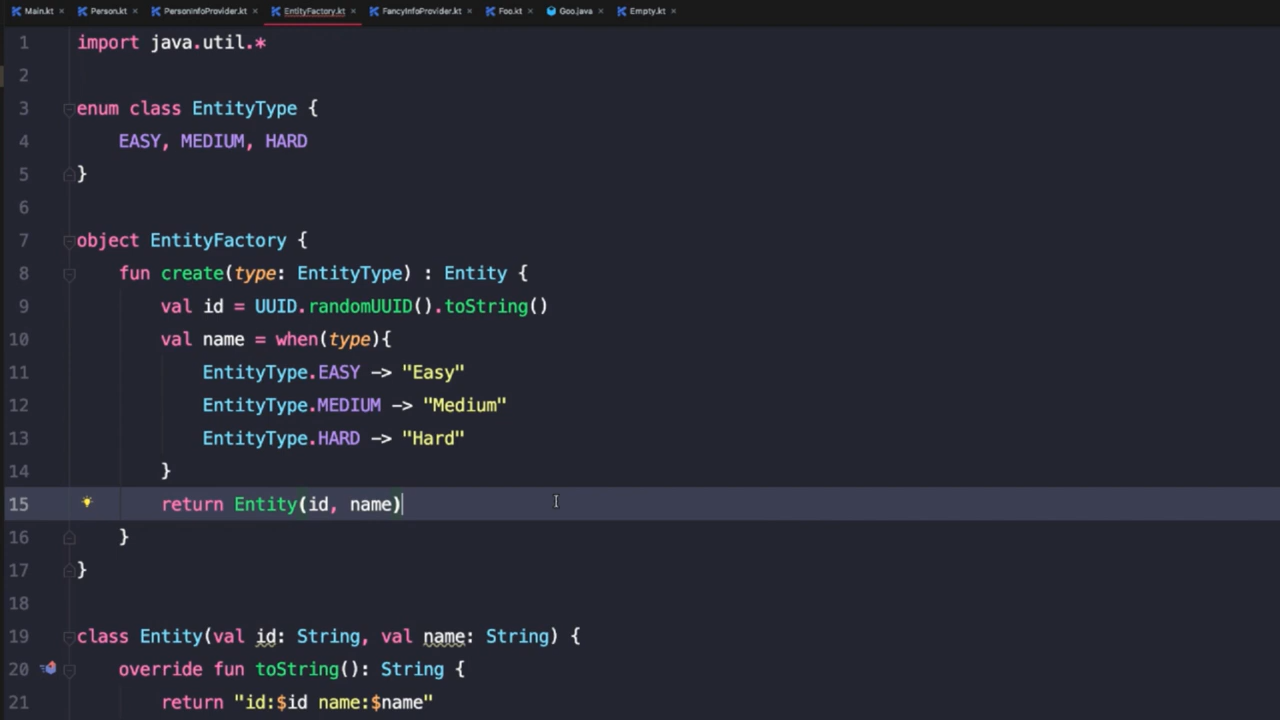 Main.kt × Person.kt × PersonInfoProvider.kt × EntityFactory.kt × FancyInfoProvider.kt × Foo.kt × Goo.java × Empty.kt ×
1 import java.util.*
2
3 enum class EntityType {
4     EASY, MEDIUM, HARD
5 }
6
7 object EntityFactory {
8     fun create(type: EntityType) : Entity {
9         val id = UUID.randomUUID().toString()
10         val name = when(type){
11             EntityType.EASY -> "Easy"
12             EntityType.MEDIUM -> "Medium"
13             EntityType.HARD -> "Hard"
14         }
15         return Entity(id, name)
16     }
17 }
18
19 class Entity(val id: String, val name: String) {
20     override fun toString(): String {
21         return "id:$id name:$name"